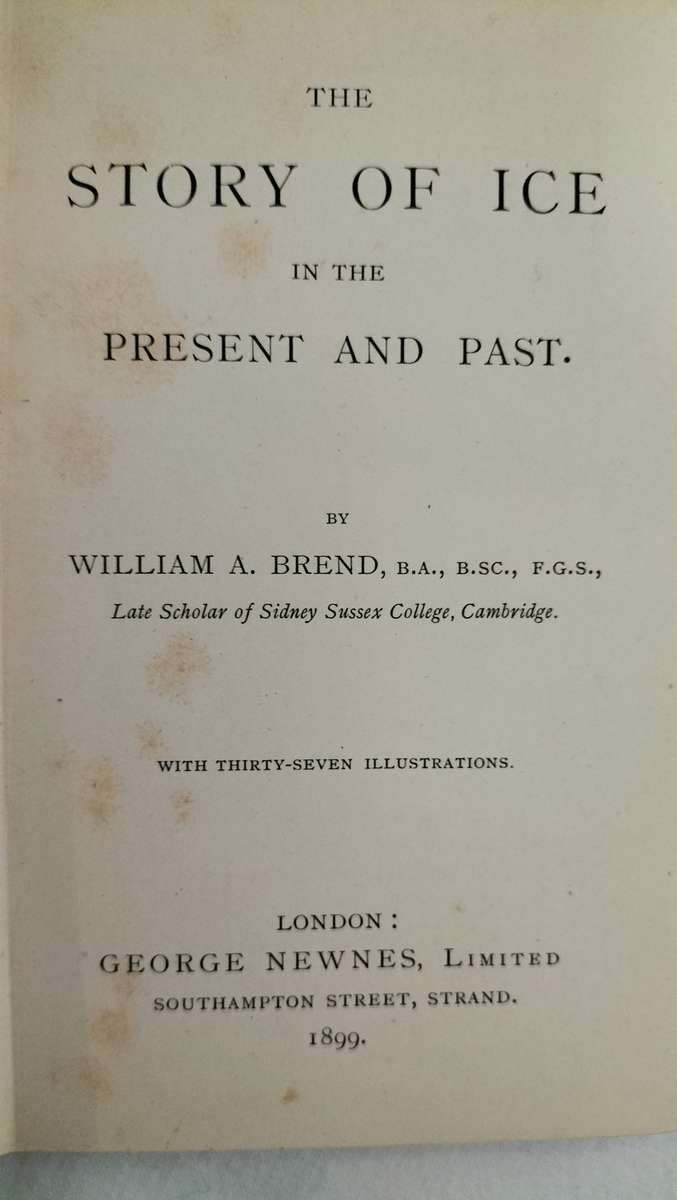 THE
STORY OF ICE
IN THE
PRESENT AND PAST.
BY
WILLIAM A. BREND, B.A., B.SC., F.G.S.,
Late Scholar of Sidney Sussex College, Cambridge.
WITH THIRTY-SEVEN ILLUSTRATIONS.
LONDON:
GEORGE NEWNES, LIMITED
SOUTHAMPTON STREET, STRAND.
1899.